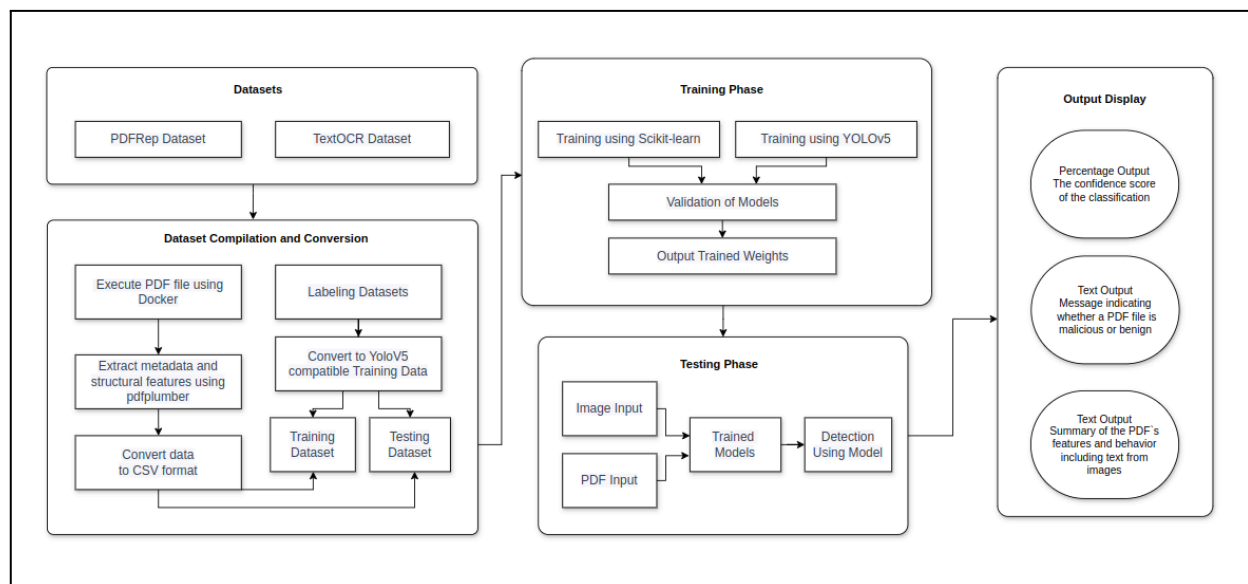 Datasets
PDFRep Dataset
TextOCR Dataset
Dataset Compilation and Conversion
Execute PDF file using
Docker
Extract metadata and
structural features using
pdfplumber
Convert data
to CSV format
Labeling Datasets
Convert to YoloV5
compatible Training Data
Training
Dataset
Testing
Dataset
Training Phase
Training using Scikit-learn
Training using YOLOv5
Validation of Models
Output Trained Weights
Testing Phase
Image Input
PDF Input
Trained
Models
Detection
Using Model
Output Display
Percentage Output
The confidence score
of the classification
Text Output
Message indicating
whether a PDF file is
malicious or benign
Text Output
Summary of the PDF`s
features and behavior
including text from
images